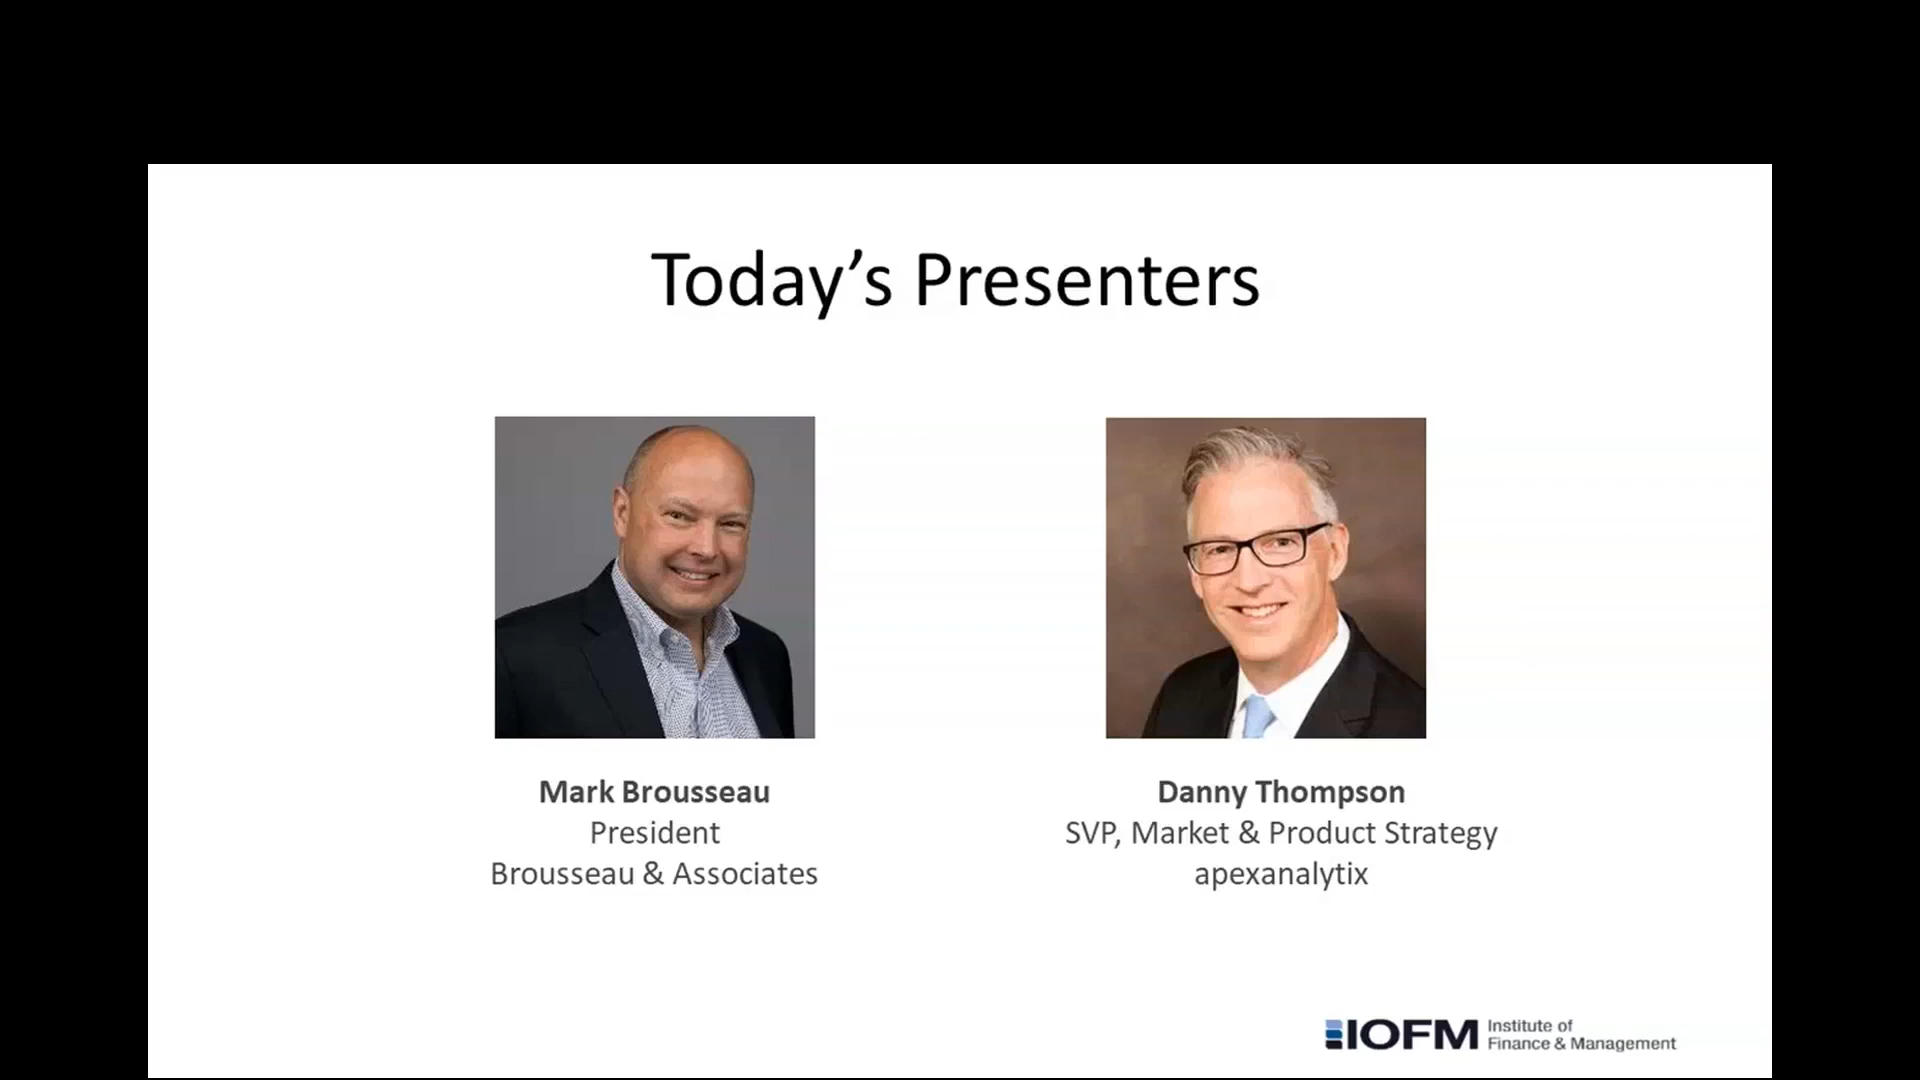 Today’s Presenters
Mark Brousseau
President
Brousseau & Associates
Danny Thompson
SVP, Market & Product Strategy
apexanalytix
IOFM Institute of
Finance & Management